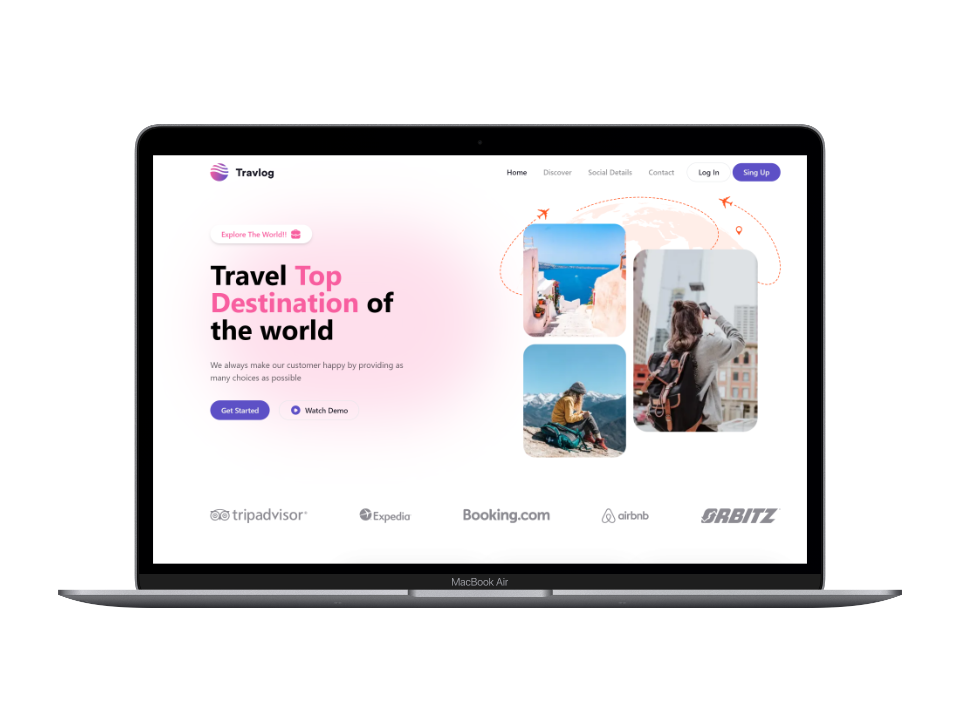 Travlog
Home Discover Social Details Contact Log In Sing Up
Explore The World!!
Travel Top
Destination of
the world
We always make our customer happy by providing as
many choices as possible
Get Started Watch Demo
tripadvisor® Expedia Booking.com airbnb ORBITZ
MacBook Air